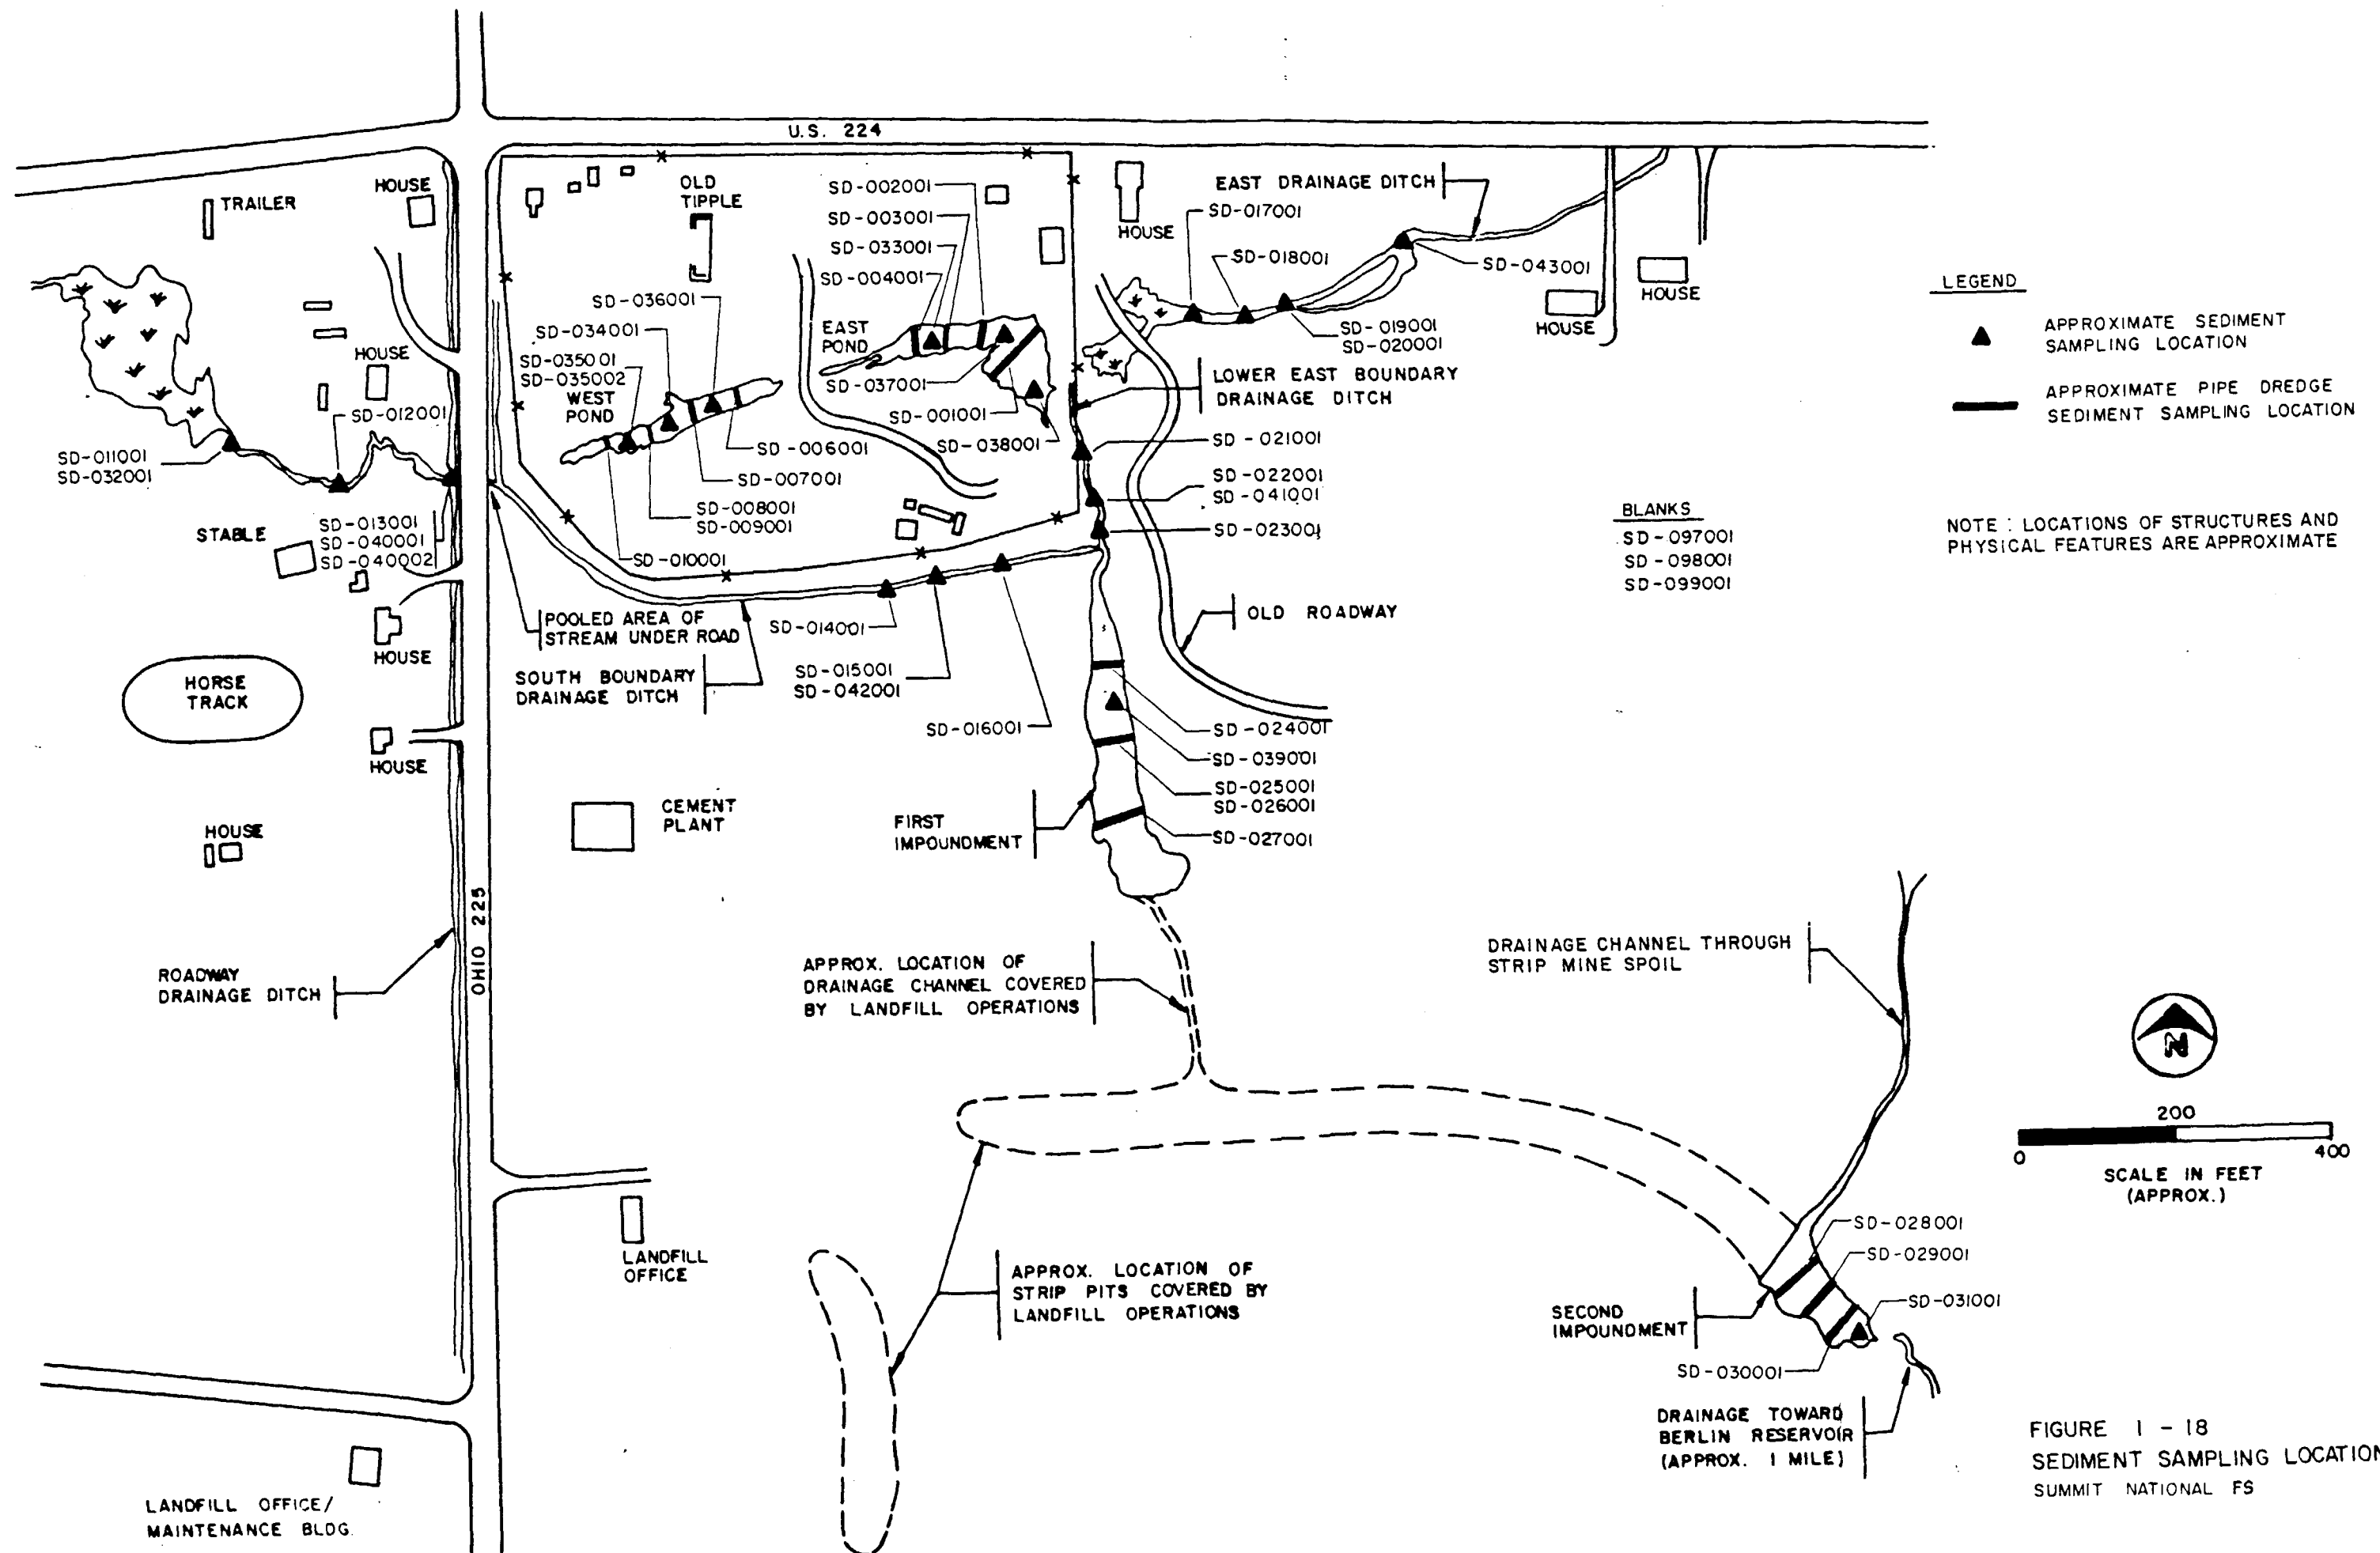 U.S. 224
TRAILER
HOUSE
OLD
TIPPLE
SD-002001
SD-003001
SD-033001
SD-004001
HOUSE
EAST DRAINAGE DITCH
SD-017001
SD-018001
SD-043001
HOUSE
HOUSE
SD-019001
SD-020001
LEGEND
APPROXIMATE SEDIMENT
SAMPLING LOCATION
APPROXIMATE PIPE DREDGE
SEDIMENT SAMPLING LOCATION
NOTE : LOCATIONS OF STRUCTURES AND
PHYSICAL FEATURES ARE APPROXIMATE
BLANKS
SD-097001
SD-098001
SD-099001
SD-036001
SD-034001
SD-035001
SD-035002
WEST
POND
EAST
POND
SD-037001
SD-001001
SD-038001
LOWER EAST BOUNDARY
DRAINAGE DITCH
HOUSE
SD-012001
SD-011001
SD-032001
SD-006001
SD-007001
SD-008001
SD-009001
SD-010001
SD-021001
SD-022001
SD-041001
SD-023001
STABLE
SD-013001
SD-040001
SD-040002
POOLED AREA OF
STREAM UNDER ROAD
SD-014001
SOUTH BOUNDARY
DRAINAGE DITCH
SD-015001
SD-042001
SD-016001
OLD ROADWAY
HOUSE
HORSE
TRACK
HOUSE
HOUSE
SD-024001
SD-039001
SD-025001
SD-026001
SD-027001
CEMENT
PLANT
FIRST
IMPOUNDMENT
OHIO 225
ROADWAY
DRAINAGE DITCH
APPROX. LOCATION OF
DRAINAGE CHANNEL COVERED
BY LANDFILL OPERATIONS
DRAINAGE CHANNEL THROUGH
STRIP MINE SPOIL
N
200
0
400
SCALE IN FEET
(APPROX.)
LANDFILL
OFFICE
APPROX. LOCATION OF
STRIP PITS COVERED BY
LANDFILL OPERATIONS
SD-028001
SD-029001
SD-031001
SECOND
IMPOUNDMENT
SD-030001
DRAINAGE TOWARD
BERLIN RESERVOIR
(APPROX. 1 MILE)
LANDFILL OFFICE/
MAINTENANCE BLDG.
FIGURE 1 - 18
SEDIMENT SAMPLING LOCATION
SUMMIT NATIONAL FS